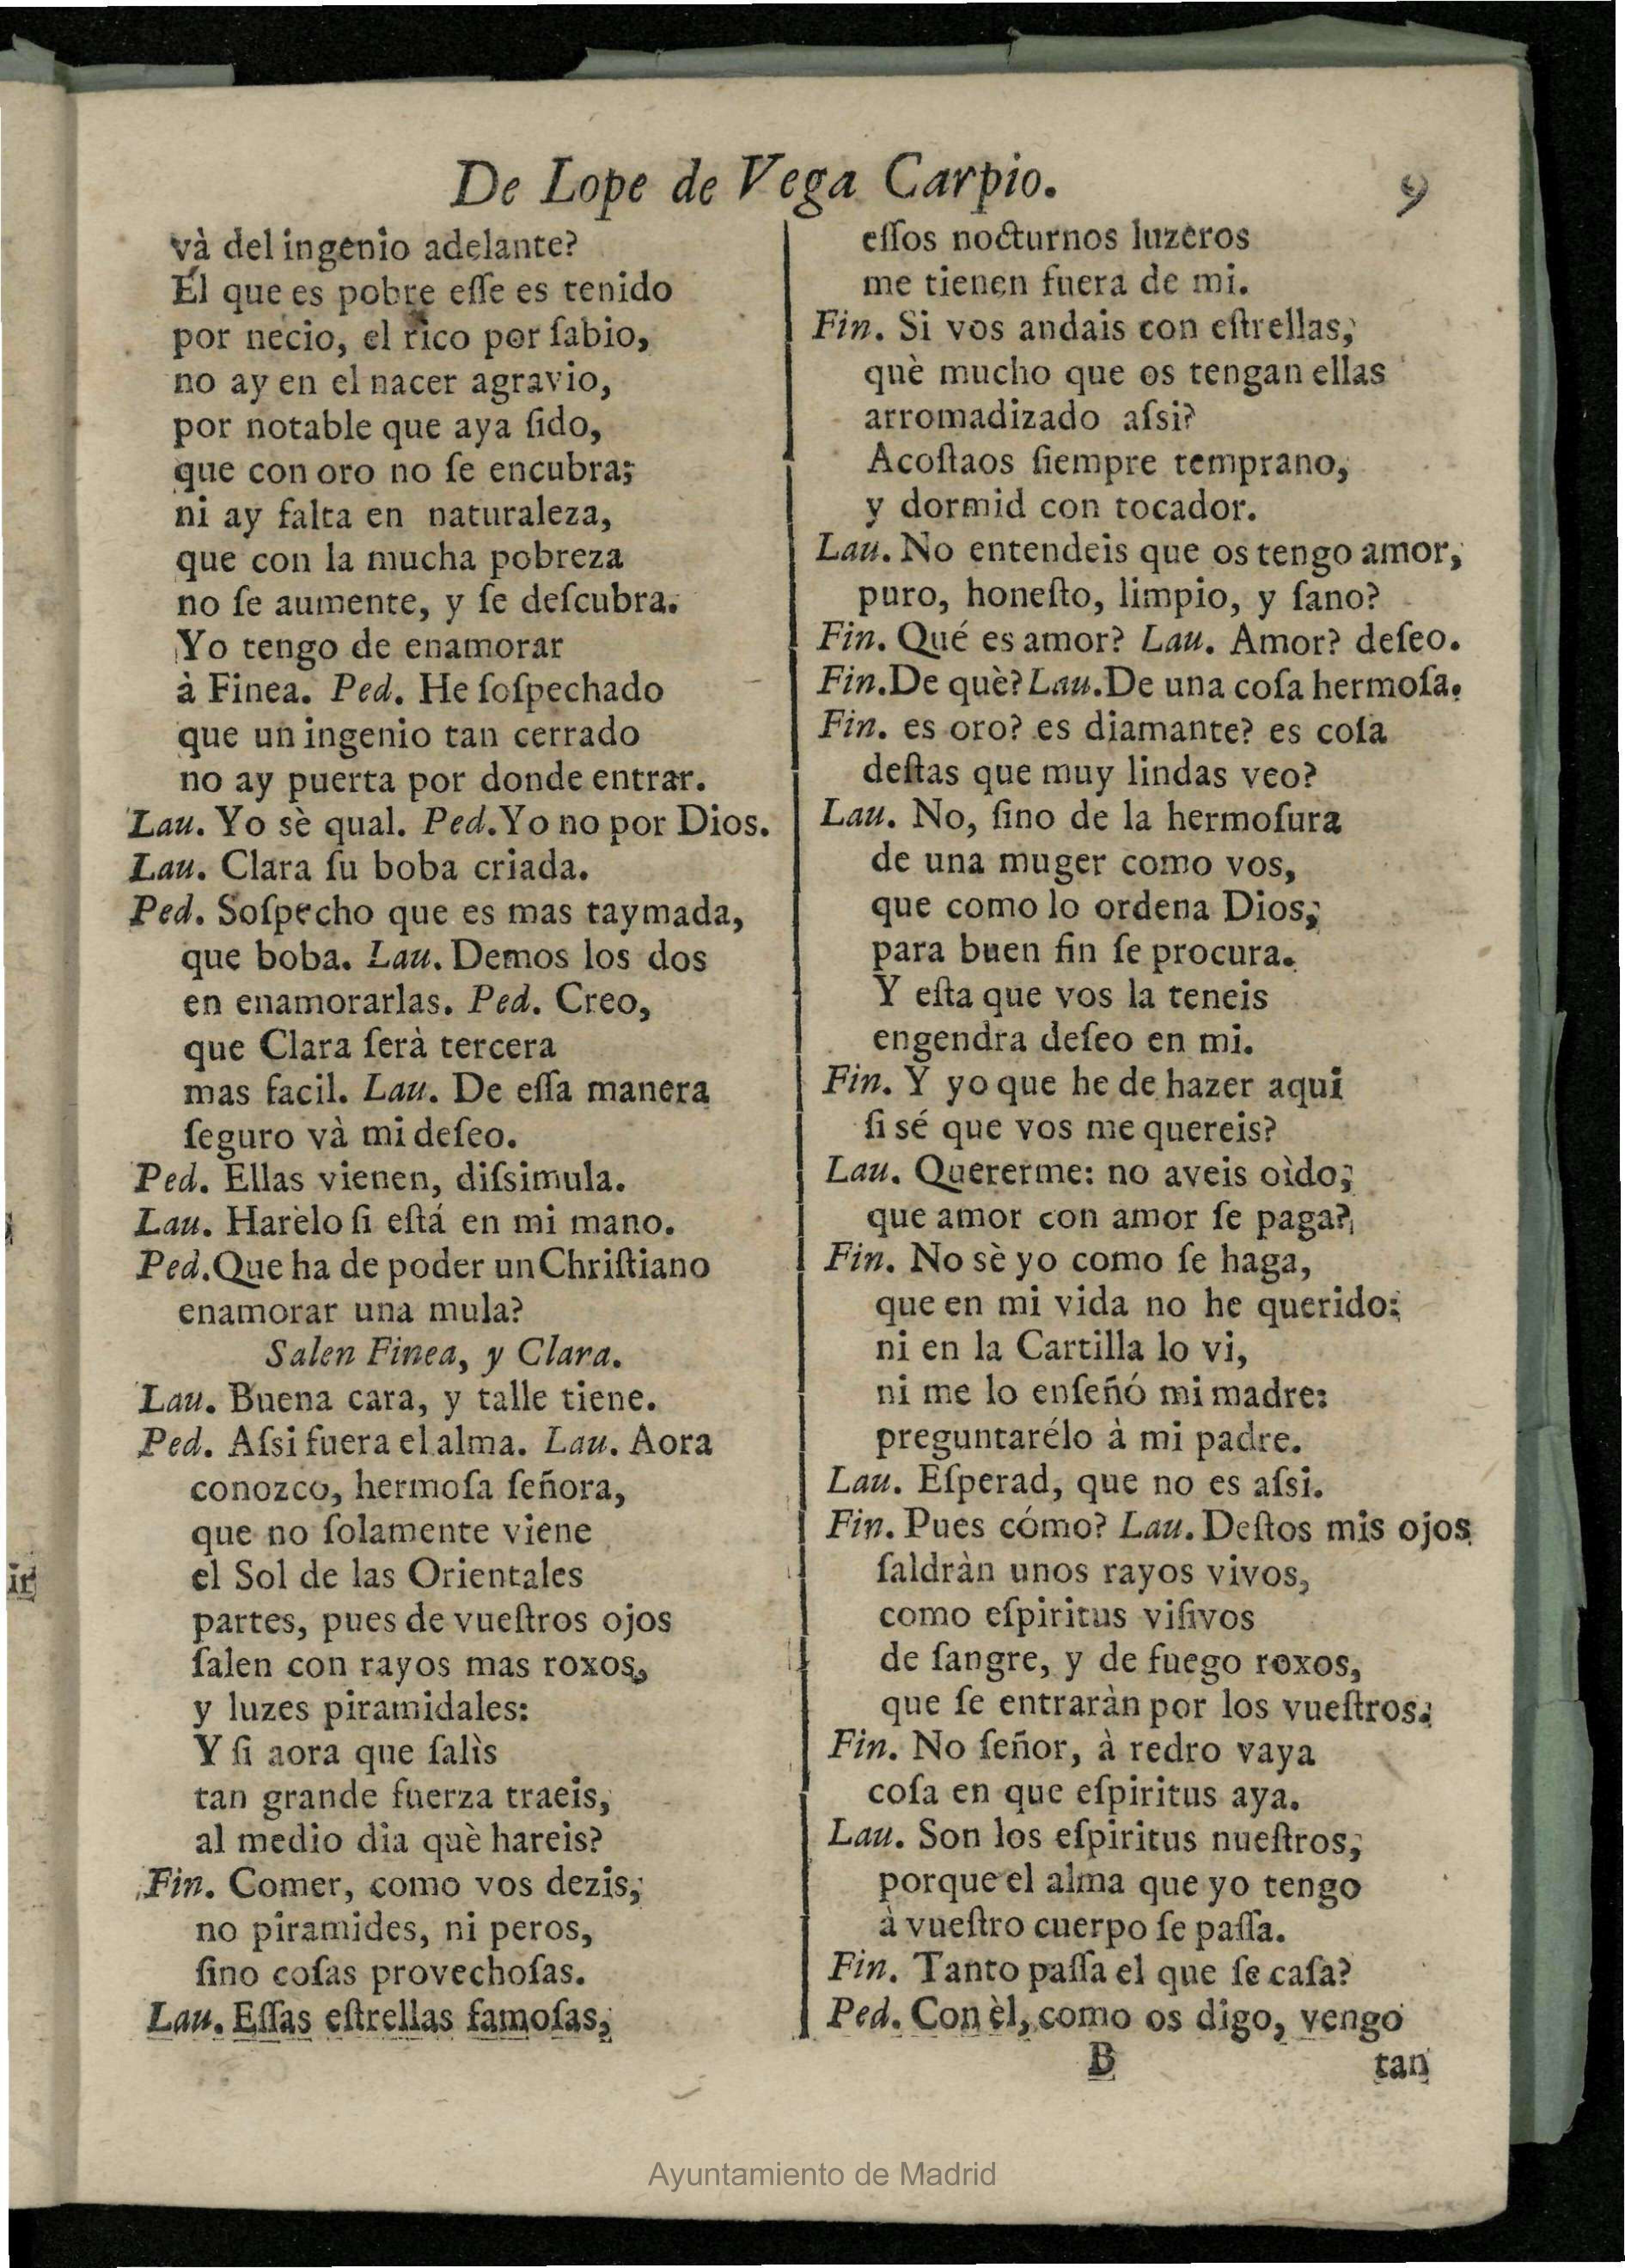 De Lope de Vega Carpio.
9
và del ingenio adelante?
Él que es pobre eſſe es tenido
por necio, el rico por ſabio,
no ay en el nacer agravio,
por notable que aya ſido,
que con oro no ſe encubra;
ni ay falta en naturaleza,
que con la mucha pobreza
no ſe aumente, y ſe deſcubra.
Yo tengo de enamorar
à Finea. Ped. He ſoſpechado
que un ingenio tan cerrado
no ay puerta por donde entrar.
Lau. Yo sè qual. Ped. Yo no por Dios.
Lau. Clara ſu boba criada.
Ped. Soſpecho que es mas taymada,
que boba. Lau. Demos los dos
en enamorarlas. Ped. Creo,
que Clara ſerà tercera
mas facil. Lau. De eſſa manera
ſeguro và mi deſeo.
Ped. Ellas vienen, diſsimula.
Lau. Harèlo ſi eſtá en mi mano.
Ped. Que ha de poder un Chriſtiano
enamorar una mula?
Salen Finea, y Clara.
Lau. Buena cara, y talle tiene.
Ped. Aſsi fuera el alma. Lau. Aora
conozco, hermoſa ſeñora,
que no ſolamente viene
el Sol de las Orientales
partes, pues de vueſtros ojos
ſalen con rayos mas roxos,
y luzes piramidales:
Y ſi aora que ſalìs
tan grande fuerza traeis,
al medio dia què hareis?
Fin. Comer, como vos dezis,
no piramides, ni peros,
ſino coſas provechoſas.
Lau. Eſſas eſtrellas famoſas,
eſſos nocturnos luzeros
me tienen fuera de mi.
Fin. Si vos andais con eſtrellas,
què mucho que os tengan ellas
arromadizado aſsi?
Acoſtaos ſiempre temprano,
y dormid con tocador.
Lau. No entendeis que os tengo amor,
puro, honeſto, limpio, y ſano?
Fin. Qué es amor? Lau. Amor? deſeo.
Fin. De què? Lau. De una coſa hermoſa.
Fin. es oro? es diamante? es coſa
deſtas que muy lindas veo?
Lau. No, ſino de la hermoſura
de una muger como vos,
que como lo ordena Dios,
para buen fin ſe procura.
Y eſta que vos la teneis
engendra deſeo en mi.
Fin. Y yo que he de hazer aqui
ſi sé que vos me quereis?
Lau. Quererme: no aveis oìdo,
que amor con amor ſe paga?
Fin. No sè yo como ſe haga,
que en mi vida no he querido:
ni en la Cartilla lo vi,
ni me lo enſeñó mi madre:
preguntarélo à mi padre.
Lau. Eſperad, que no es aſsi.
Fin. Pues cómo? Lau. Deſtos mis ojos
ſaldràn unos rayos vivos,
como eſpiritus viſivos
de ſangre, y de fuego roxos,
que ſe entraràn por los vueſtros.
Fin. No ſeñor, à redro vaya
coſa en que eſpiritus aya.
Lau. Son los eſpiritus nueſtros,
porque el alma que yo tengo
à vueſtro cuerpo ſe paſſa.
Fin. Tanto paſſa el que ſe caſa?
Ped. Con èl, como os digo, vengo
B
tan
ir
Ayuntamiento de Madrid